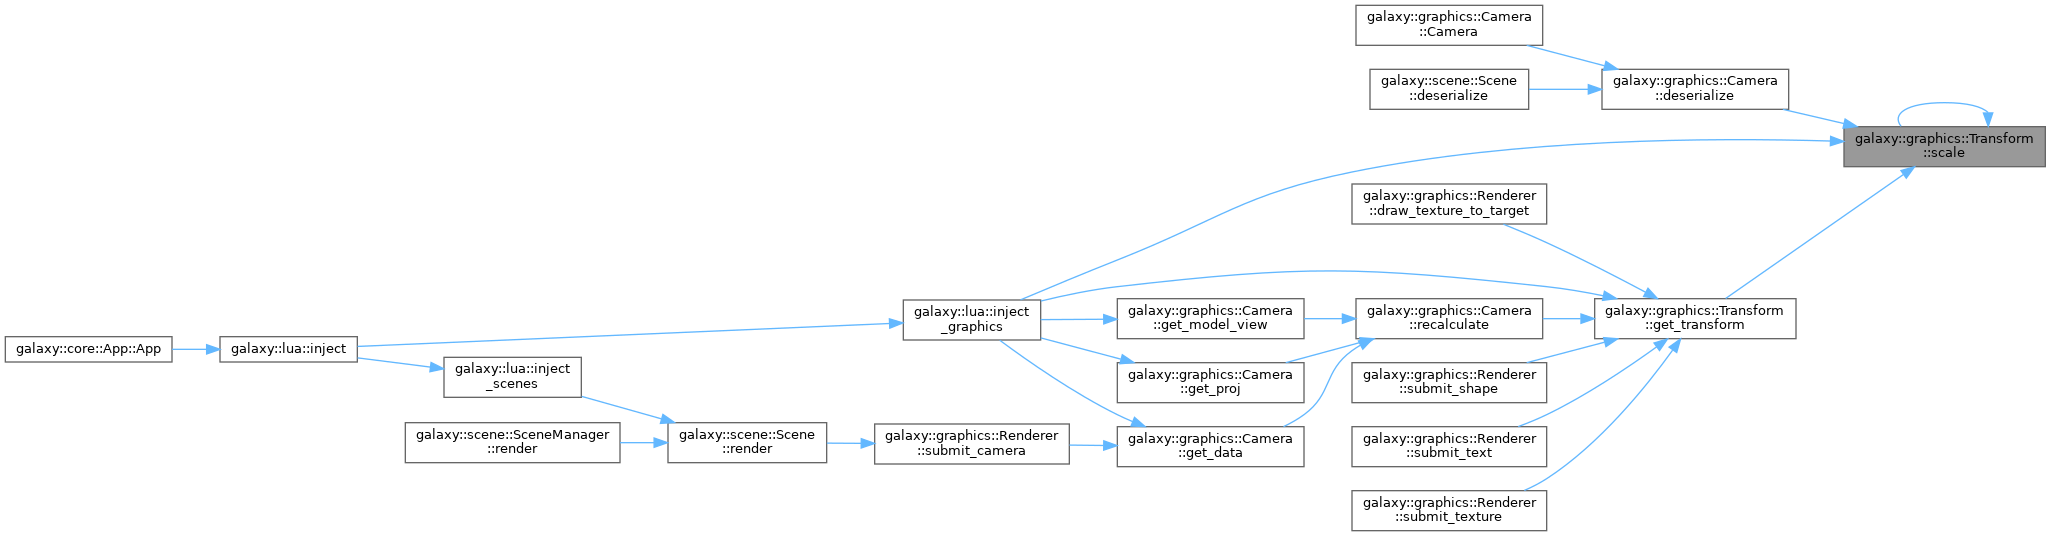 galaxy::graphics::Camera
::Camera
galaxy::scene::Scene
::deserialize
galaxy::graphics::Camera
::deserialize
galaxy::graphics::Transform
::scale
galaxy::graphics::Renderer
::draw_texture_to_target
galaxy::lua::inject
_graphics
galaxy::graphics::Camera
::get_model_view
galaxy::graphics::Camera
::recalculate
galaxy::graphics::Transform
::get_transform
galaxy::core::App::App
galaxy::lua::inject
galaxy::lua::inject
_scenes
galaxy::graphics::Camera
::get_proj
galaxy::graphics::Renderer
::submit_shape
galaxy::scene::SceneManager
::render
galaxy::scene::Scene
::render
galaxy::graphics::Renderer
::submit_camera
galaxy::graphics::Camera
::get_data
galaxy::graphics::Renderer
::submit_text
galaxy::graphics::Renderer
::submit_texture